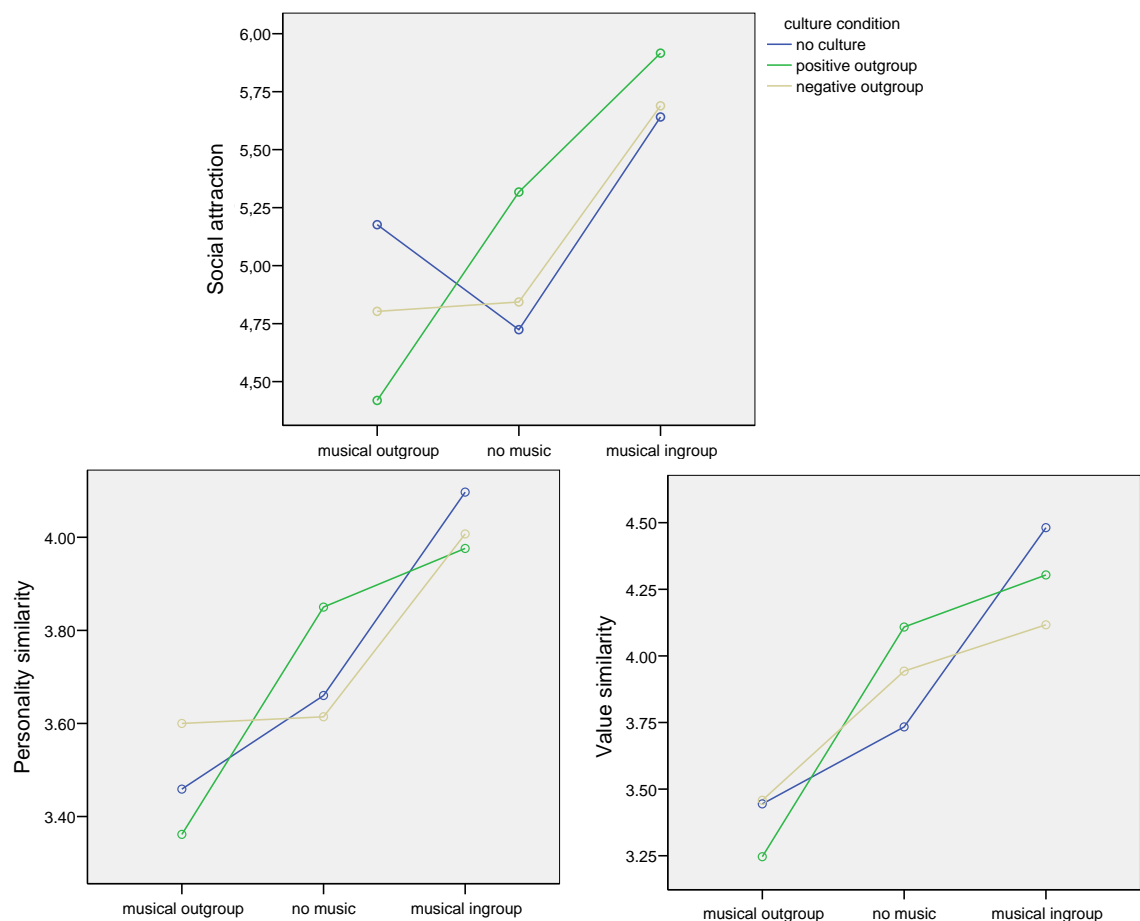 culture condition
no culture
positive outgroup
negative outgroup
Social attraction
6,00
5,75
5,50
5,25
5,00
4,75
4,50
musical outgroup no music musical ingroup
Personality similarity
4.00
3.80
3.60
3.40
musical outgroup no music musical ingroup
Value similarity
4.50
4.25
4.00
3.75
3.50
3.25
musical outgroup no music musical ingroup